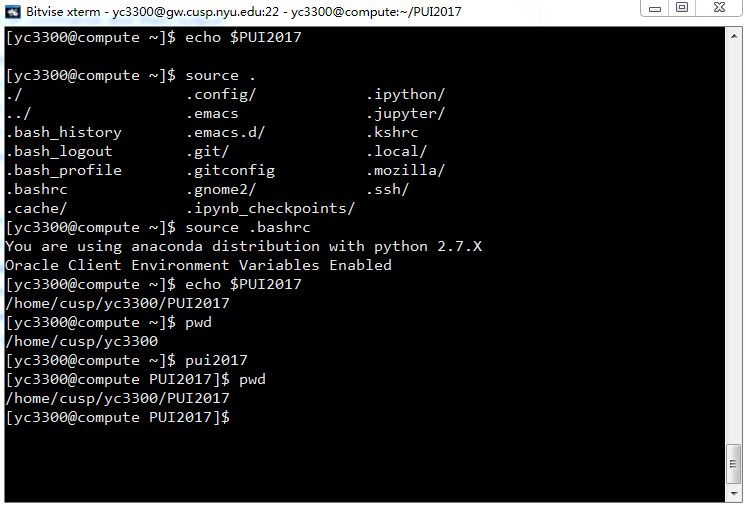 Bitvise xterm - yc3300@gw.cusp.nyu.edu:22 - yc3300@compute:~/PUI2017
[yc3300@compute ~]$ echo $PUI2017

[yc3300@compute ~]$ source .
./ .config/ .ipython/
../ .emacs .jupyter/
.bash_history .emacs.d/ .kshrc
.bash_logout .git/ .local/
.bash_profile .gitconfig .mozilla/
.bashrc .gnome2/ .ssh/
.cache/ .ipynb_checkpoints/
[yc3300@compute ~]$ source .bashrc
You are using anaconda distribution with python 2.7.X
Oracle Client Environment Variables Enabled
[yc3300@compute ~]$ echo $PUI2017
/home/cusp/yc3300/PUI2017
[yc3300@compute ~]$ pwd
/home/cusp/yc3300
[yc3300@compute ~]$ pui2017
[yc3300@compute PUI2017]$ pwd
/home/cusp/yc3300/PUI2017
[yc3300@compute PUI2017]$